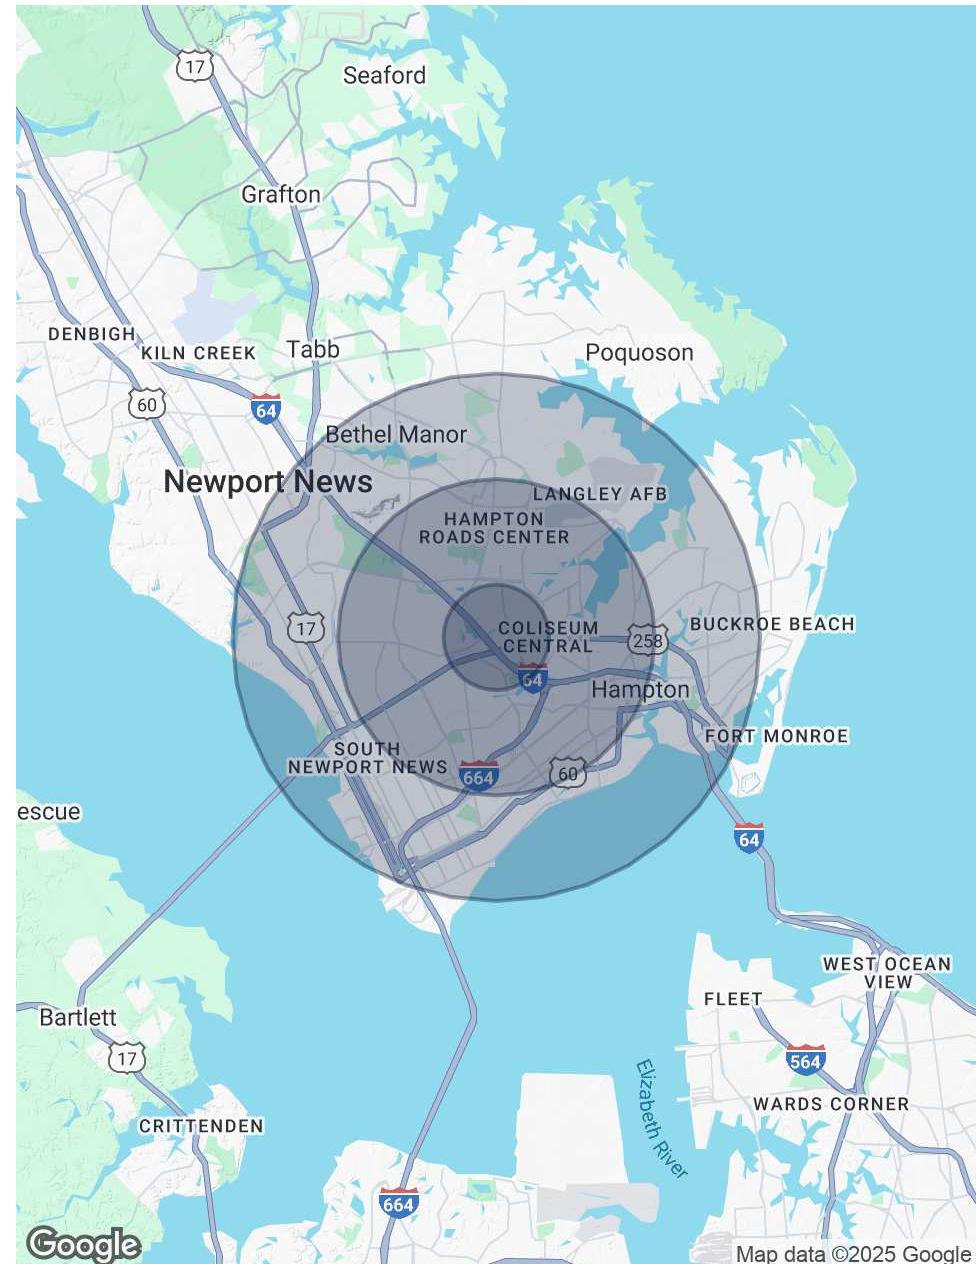 17
Seaford
Grafton
DENBIGH
KILN CREEK
Tabb
Poquoson
60
64
Bethel Manor
Newport News
LANGLEY AFB
HAMPTON
ROADS CENTER
17
COLISEUM
CENTRAL
258
BUCKROE BEACH
64
Hampton
FORT MONROE
SOUTH
NEWPORT NEWS
664
60
escue
64
WEST OCEAN
VIEW
FLEET
Bartlett
17
564
Elizabeth River
WARDS CORNER
CRITTENDEN
664
Google
Map data ©2025 Google